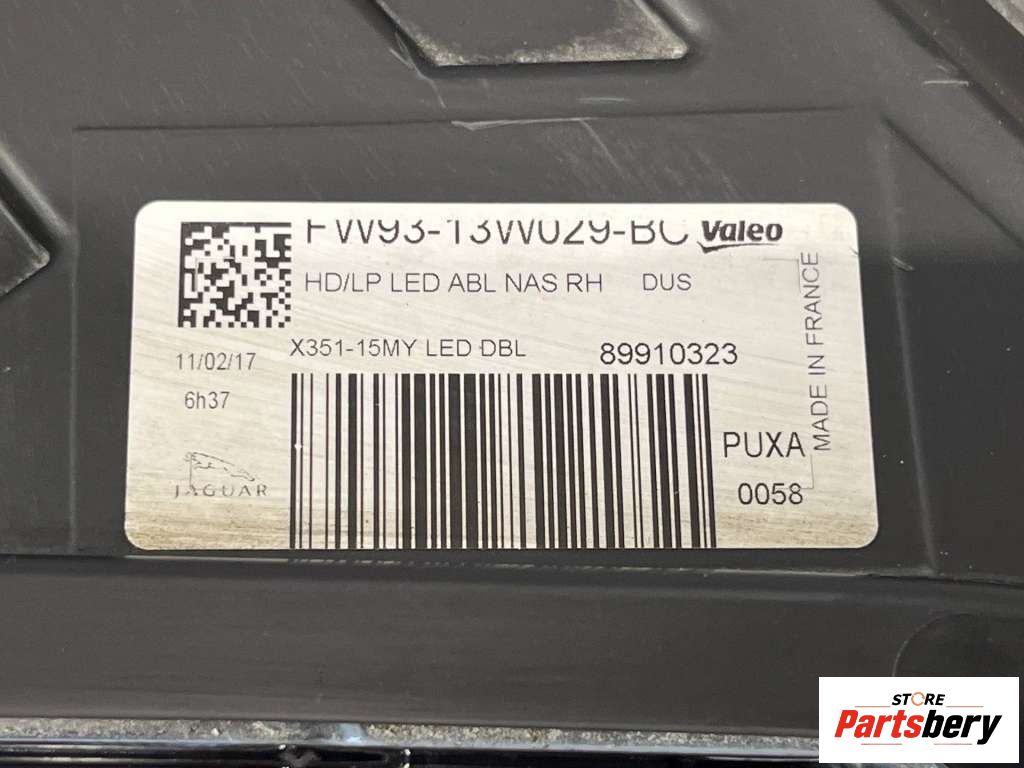 FW93-13W029-BC Valeo
HD/LP LED ABL NAS RH DUS
X351-15MY LED DBL 89910323
11/02/17
6h37
JAGUAR
PUXA
0058
MADE IN FRANCE
STORE
Partsbery